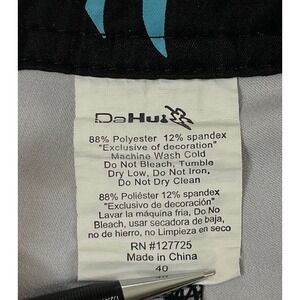 DaHui
88% Polyester 12% spandex
"Exclusive of decoration"
Machine Wash Cold
Do Not Bleach, Tumble
Dry Low, Do Not Iron,
Do Not Dry Clean
88% Poliéster 12% spandex
"Exclusivo de decoración"
Lavar la máquina fria, Do No
Bleach, usar secadora de baja,
no de hierro, no Limpieza en seco
RN #127725
Made in China
40